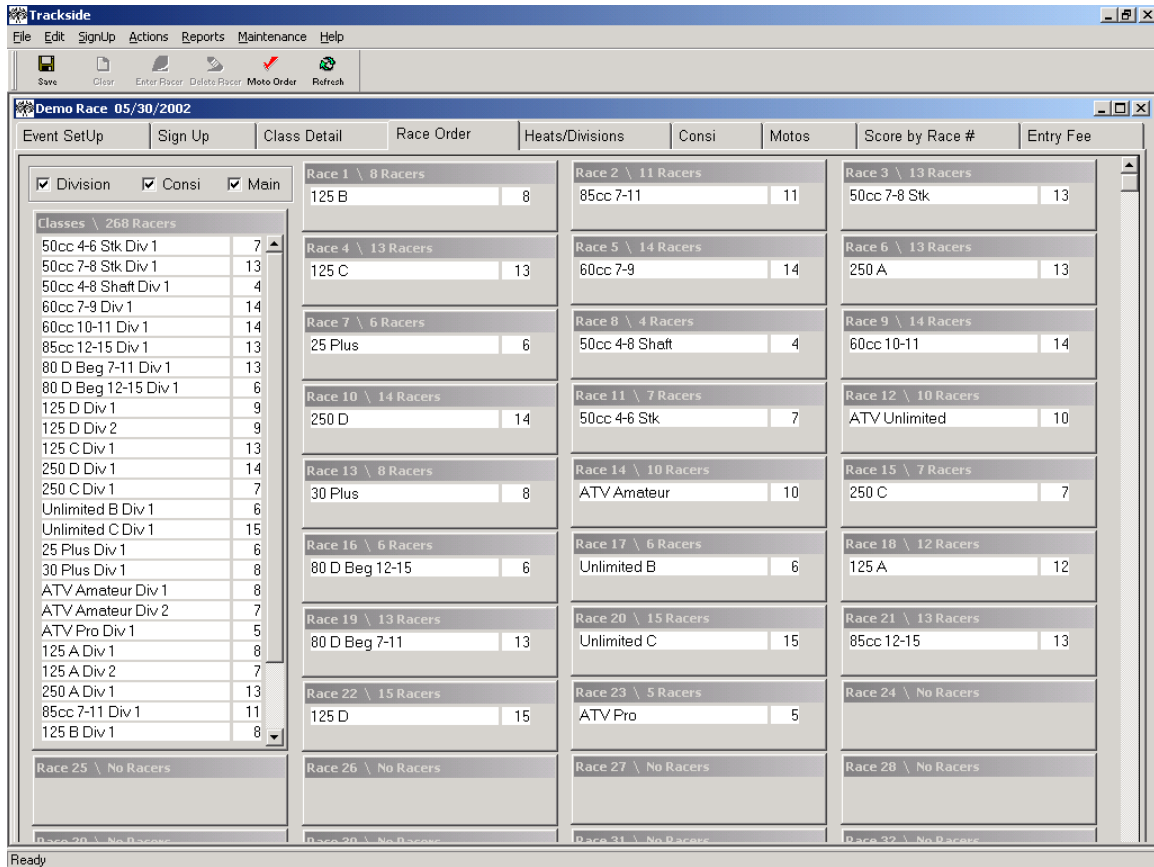 Trackside
File Edit SignUp Actions Reports Maintenance Help
Save Clear Enter Racer Delete Racer Moto Order Refresh
Demo Race 05/30/2002
Event SetUp Sign Up Class Detail Race Order Heats/Divisions Consi Motos Score by Race # Entry Fee
Division Consi Main
Classes \ 268 Racers
50cc 4-6 Stk Div 1 7
50cc 7-8 Stk Div 1 13
50cc 4-8 Shaft Div 1 4
60cc 7-9 Div 1 14
60cc 10-11 Div 1 14
85cc 12-15 Div 1 13
80 D Beg 7-11 Div 1 13
80 D Beg 12-15 Div 1 6
125 D Div 1 9
125 D Div 2 9
125 C Div 1 13
250 D Div 1 14
250 C Div 1 7
Unlimited B Div 1 6
Unlimited C Div 1 15
25 Plus Div 1 6
30 Plus Div 1 8
ATV Amateur Div 1 8
ATV Amateur Div 2 7
ATV Pro Div 1 5
125 A Div 1 8
125 A Div 2 7
250 A Div 1 13
85cc 7-11 Div 1 11
125 B Div 1 8
Race 1 \ 8 Racers
125 B 8
Race 2 \ 11 Racers
85cc 7-11 11
Race 3 \ 13 Racers
50cc 7-8 Stk 13
Race 4 \ 13 Racers
125 C 13
Race 5 \ 14 Racers
60cc 7-9 14
Race 6 \ 13 Racers
250 A 13
Race 7 \ 6 Racers
25 Plus 6
Race 8 \ 4 Racers
50cc 4-8 Shaft 4
Race 9 \ 14 Racers
60cc 10-11 14
Race 10 \ 14 Racers
250 D 14
Race 11 \ 7 Racers
50cc 4-6 Stk 7
Race 12 \ 10 Racers
ATV Unlimited 10
Race 13 \ 8 Racers
30 Plus 8
Race 14 \ 10 Racers
ATV Amateur 10
Race 15 \ 7 Racers
250 C 7
Race 16 \ 6 Racers
80 D Beg 12-15 6
Race 17 \ 6 Racers
Unlimited B 6
Race 18 \ 12 Racers
125 A 12
Race 19 \ 13 Racers
80 D Beg 7-11 13
Race 20 \ 15 Racers
Unlimited C 15
Race 21 \ 13 Racers
85cc 12-15 13
Race 22 \ 15 Racers
125 D 15
Race 23 \ 5 Racers
ATV Pro 5
Race 24 \ No Racers
Race 25 \ No Racers
Race 26 \ No Racers
Race 27 \ No Racers
Race 28 \ No Racers
Race 29 \ No Racers
Race 30 \ No Racers
Race 31 \ No Racers
Race 32 \ No Racers
Ready